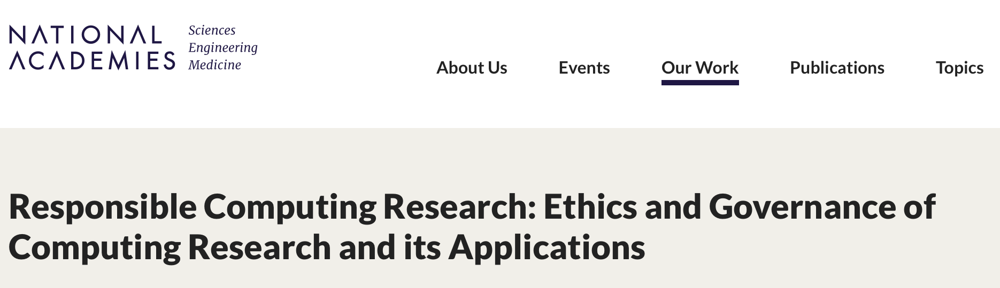 NATIONAL
ACADEMIES
Sciences
Engineering
Medicine
About Us
Events
Our Work
Publications
Topics
Responsible Computing Research: Ethics and Governance of
Computing Research and its Applications